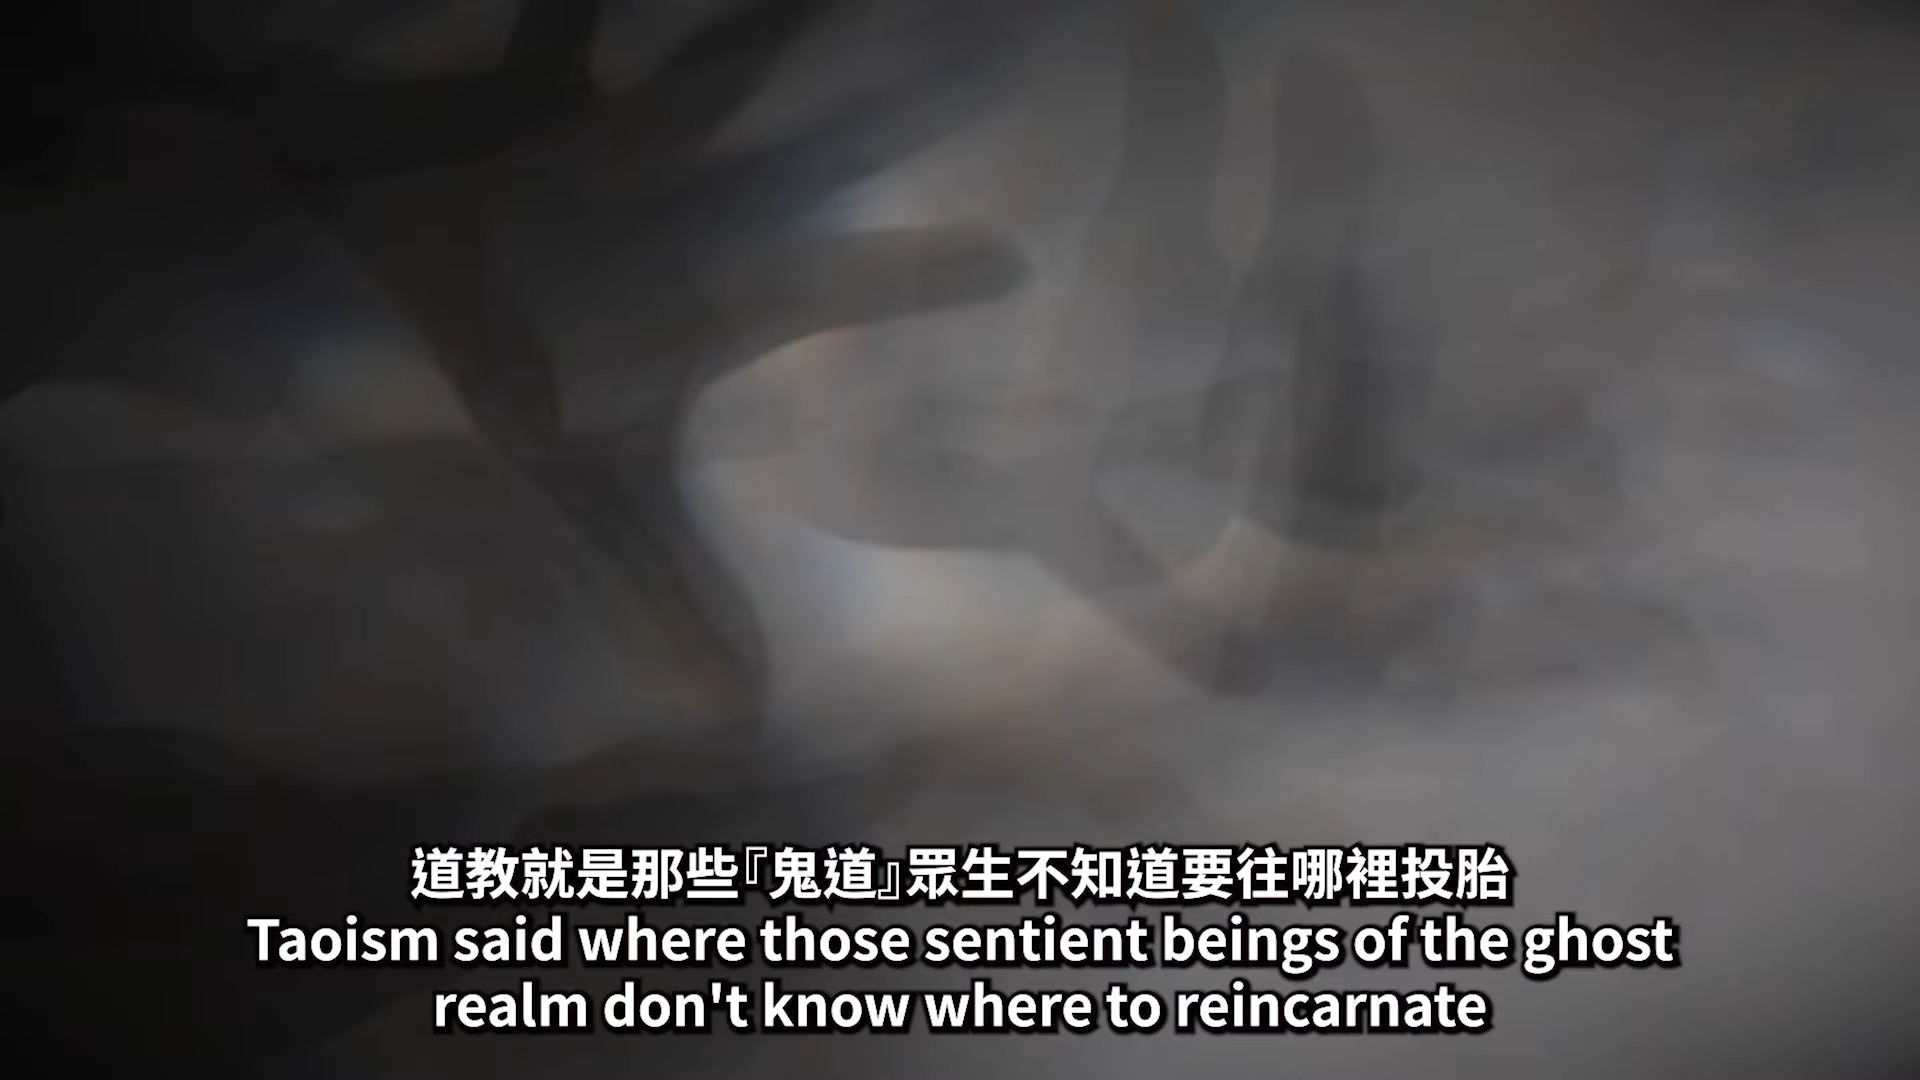 道教就是那些『鬼道』眾生不知道要往哪裡投胎
Taoism said where those sentient beings of the ghost
realm don't know where to reincarnate